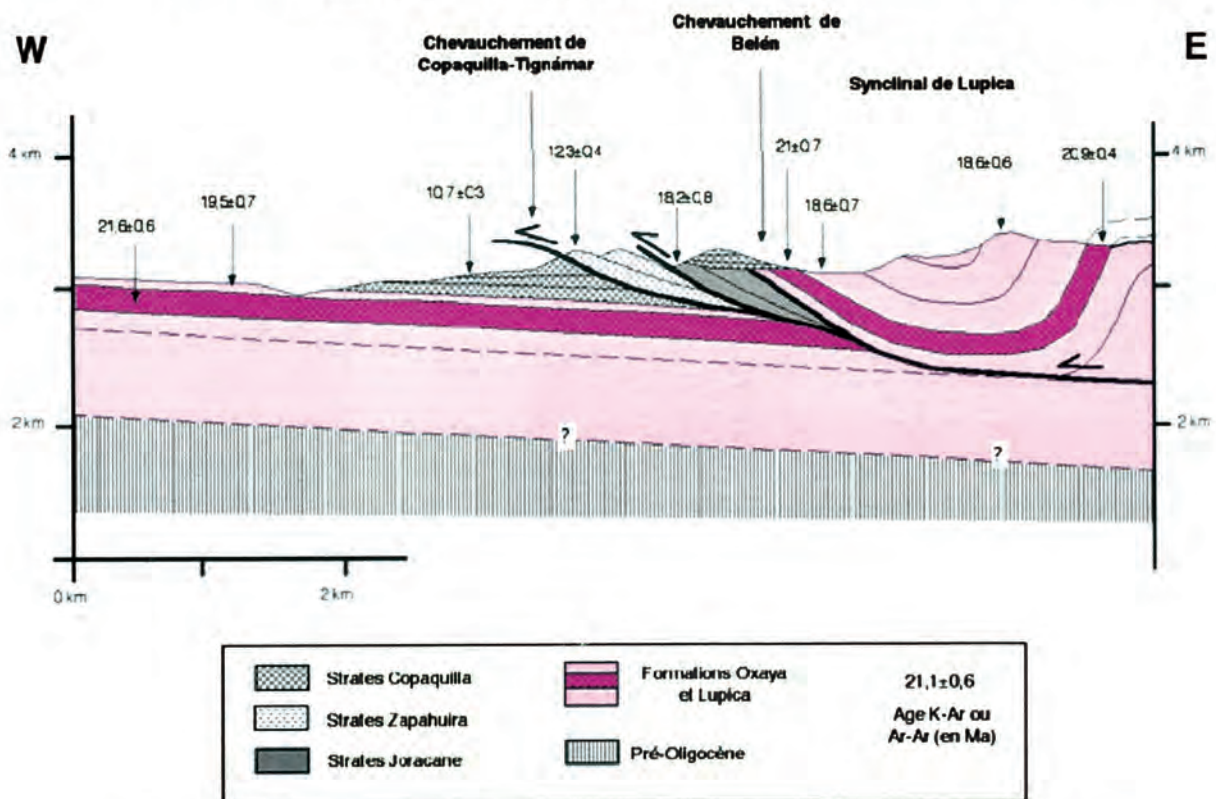 W
E
Chevauchement de
Copaquilla-Tignámar
Chevauchement de
Belén
Synclinal de Lupica
4 km
4 km
21,6±0,6
19,5±0,7
10,7±0,3
12,3±0,4
18,2±0,8
21±0,7
18,6±0,7
18,6±0,6
20,9±0,4
2 km
2 km
?
?
0 km
2 km
Strates Copaquilla
Strates Zapahuira
Strates Joracane
Formations Oxaya
et Lupica
Pré-Oligocène
21,1±0,6
Age K-Ar ou
Ar-Ar (en Ma)